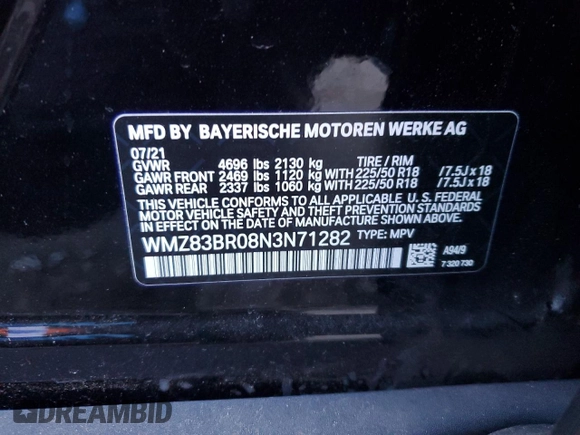 MFD BY BAYERISCHE MOTOREN WERKE AG
07/21
GVWR 4696 lbs 2130 kg TIRE / RIM
GAWR FRONT 2469 lbs 1120 kg WITH 225/50 R18 / 7.5J x 18
GAWR REAR 2337 lbs 1060 kg WITH 225/50 R18 / 7.5J x 18
THIS VEHICLE CONFORMS TO ALL APPLICABLE U.S. FEDERAL
MOTOR VEHICLE SAFETY AND THEFT PREVENTION STANDARDS
IN EFFECT ON THE DATE OF MANUFACTURE SHOWN ABOVE.
WMZ83BR08N3N71282 TYPE: MPV
A94/9
7 320 730
DREAMBID